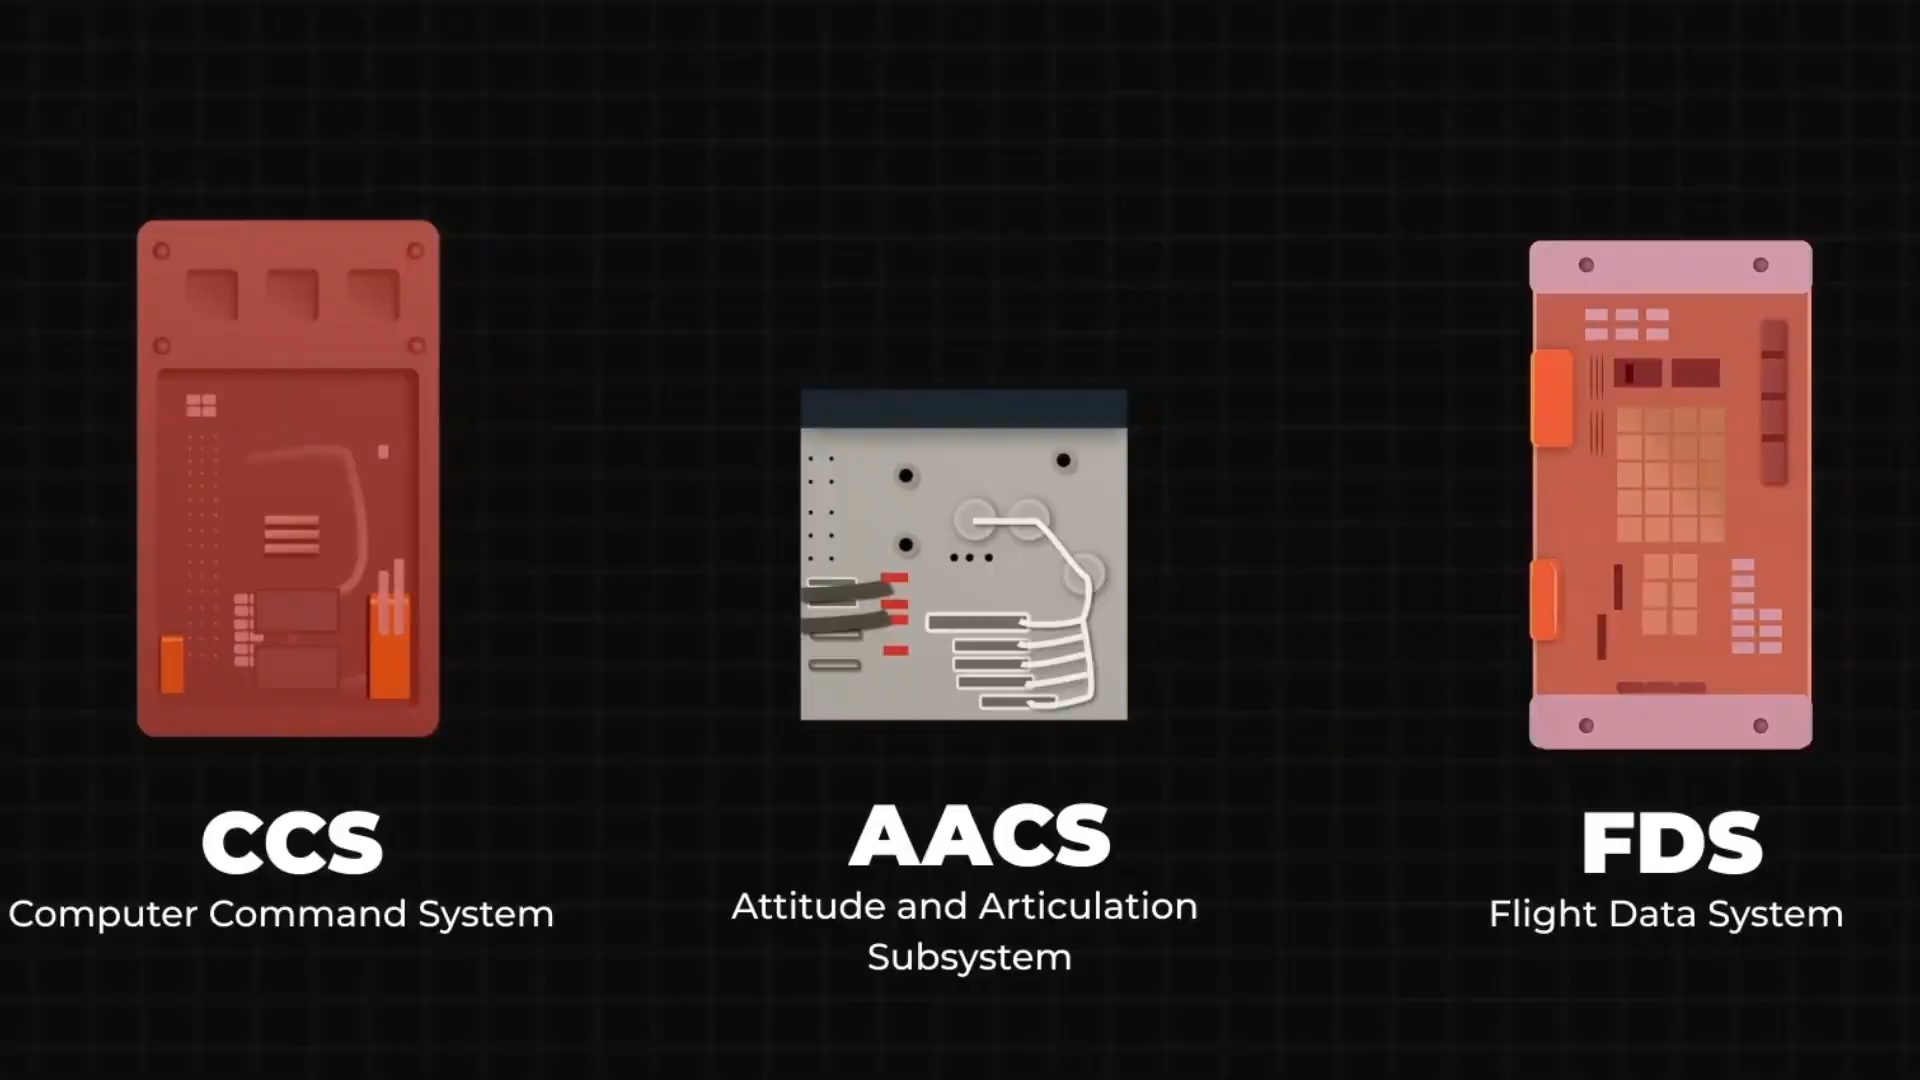 CCS
Computer Command System
AACS
Attitude and Articulation
Subsystem
FDS
Flight Data System